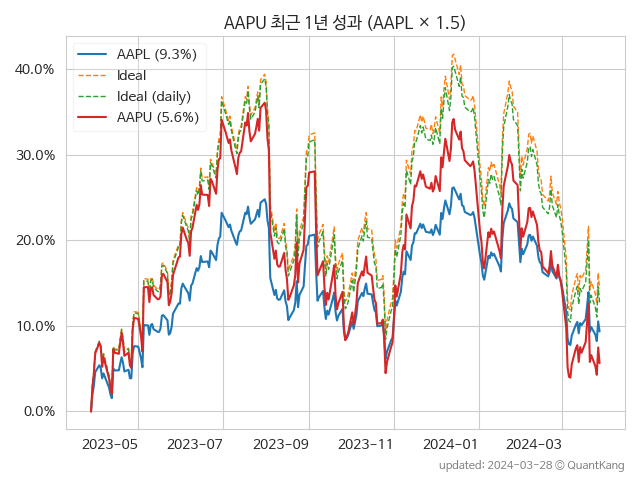 AAPU 최근 1년 성과 (AAPL × 1.5)
AAPL (9.3%)
Ideal
Ideal (daily)
AAPU (5.6%)
40.0%
30.0%
20.0%
10.0%
0.0%
2023-05 2023-07 2023-09 2023-11 2024-01 2024-03
updated: 2024-03-28 © QuantKang